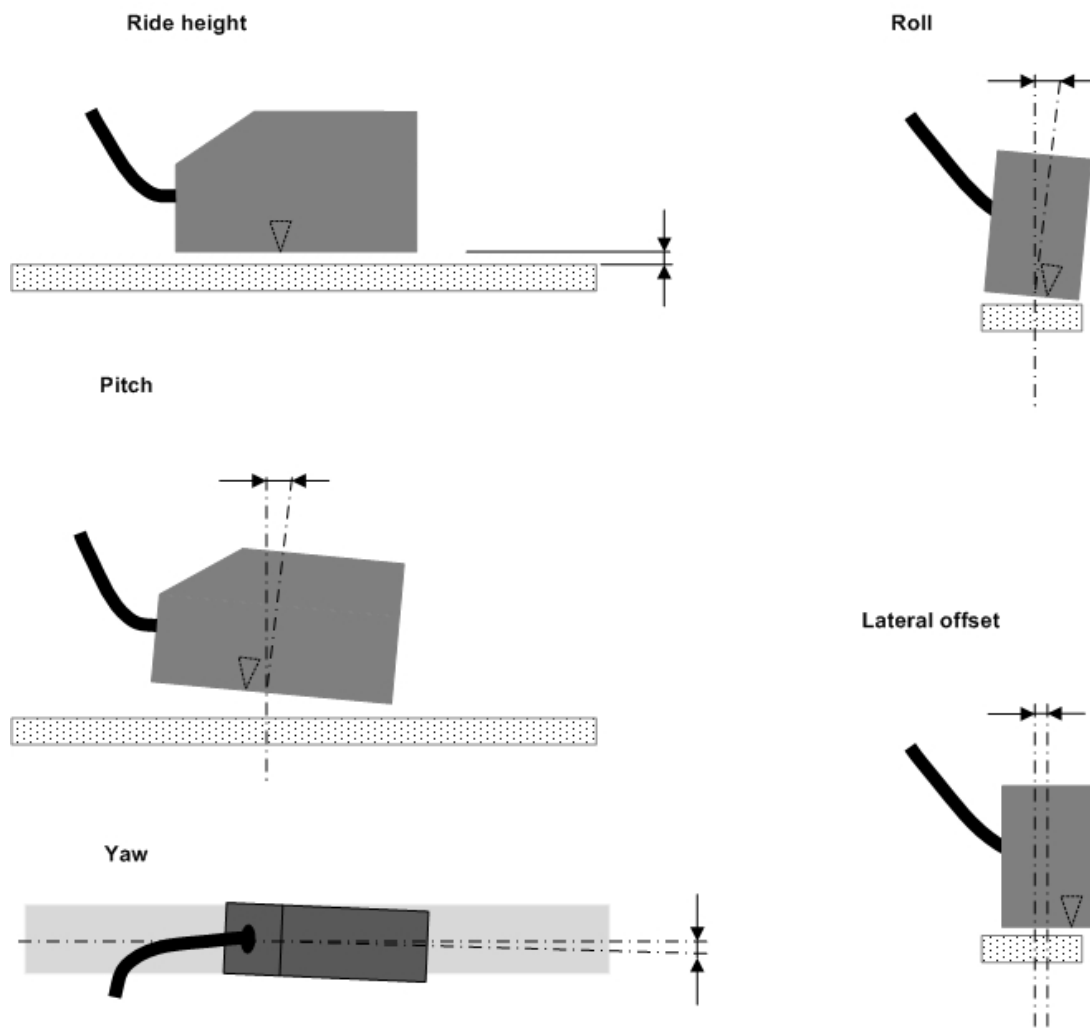 Ride height
Roll
Pitch
Lateral offset
Yaw